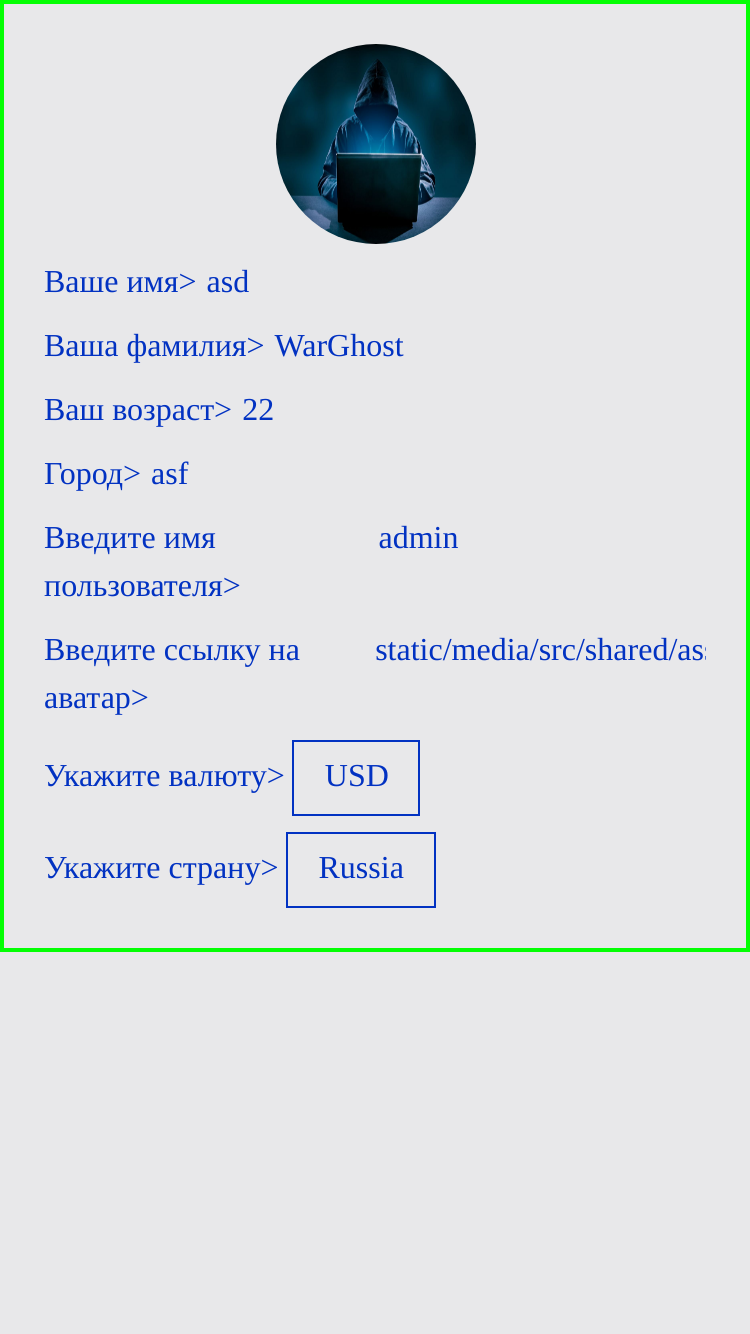 Ваше имя> asd
Ваша фамилия> WarGhost
Ваш возраст> 22
Город> asf
Введите имя пользователя> admin
Введите ссылку на аватар> static/media/src/shared/as
Укажите валюту> USD
Укажите страну> Russia